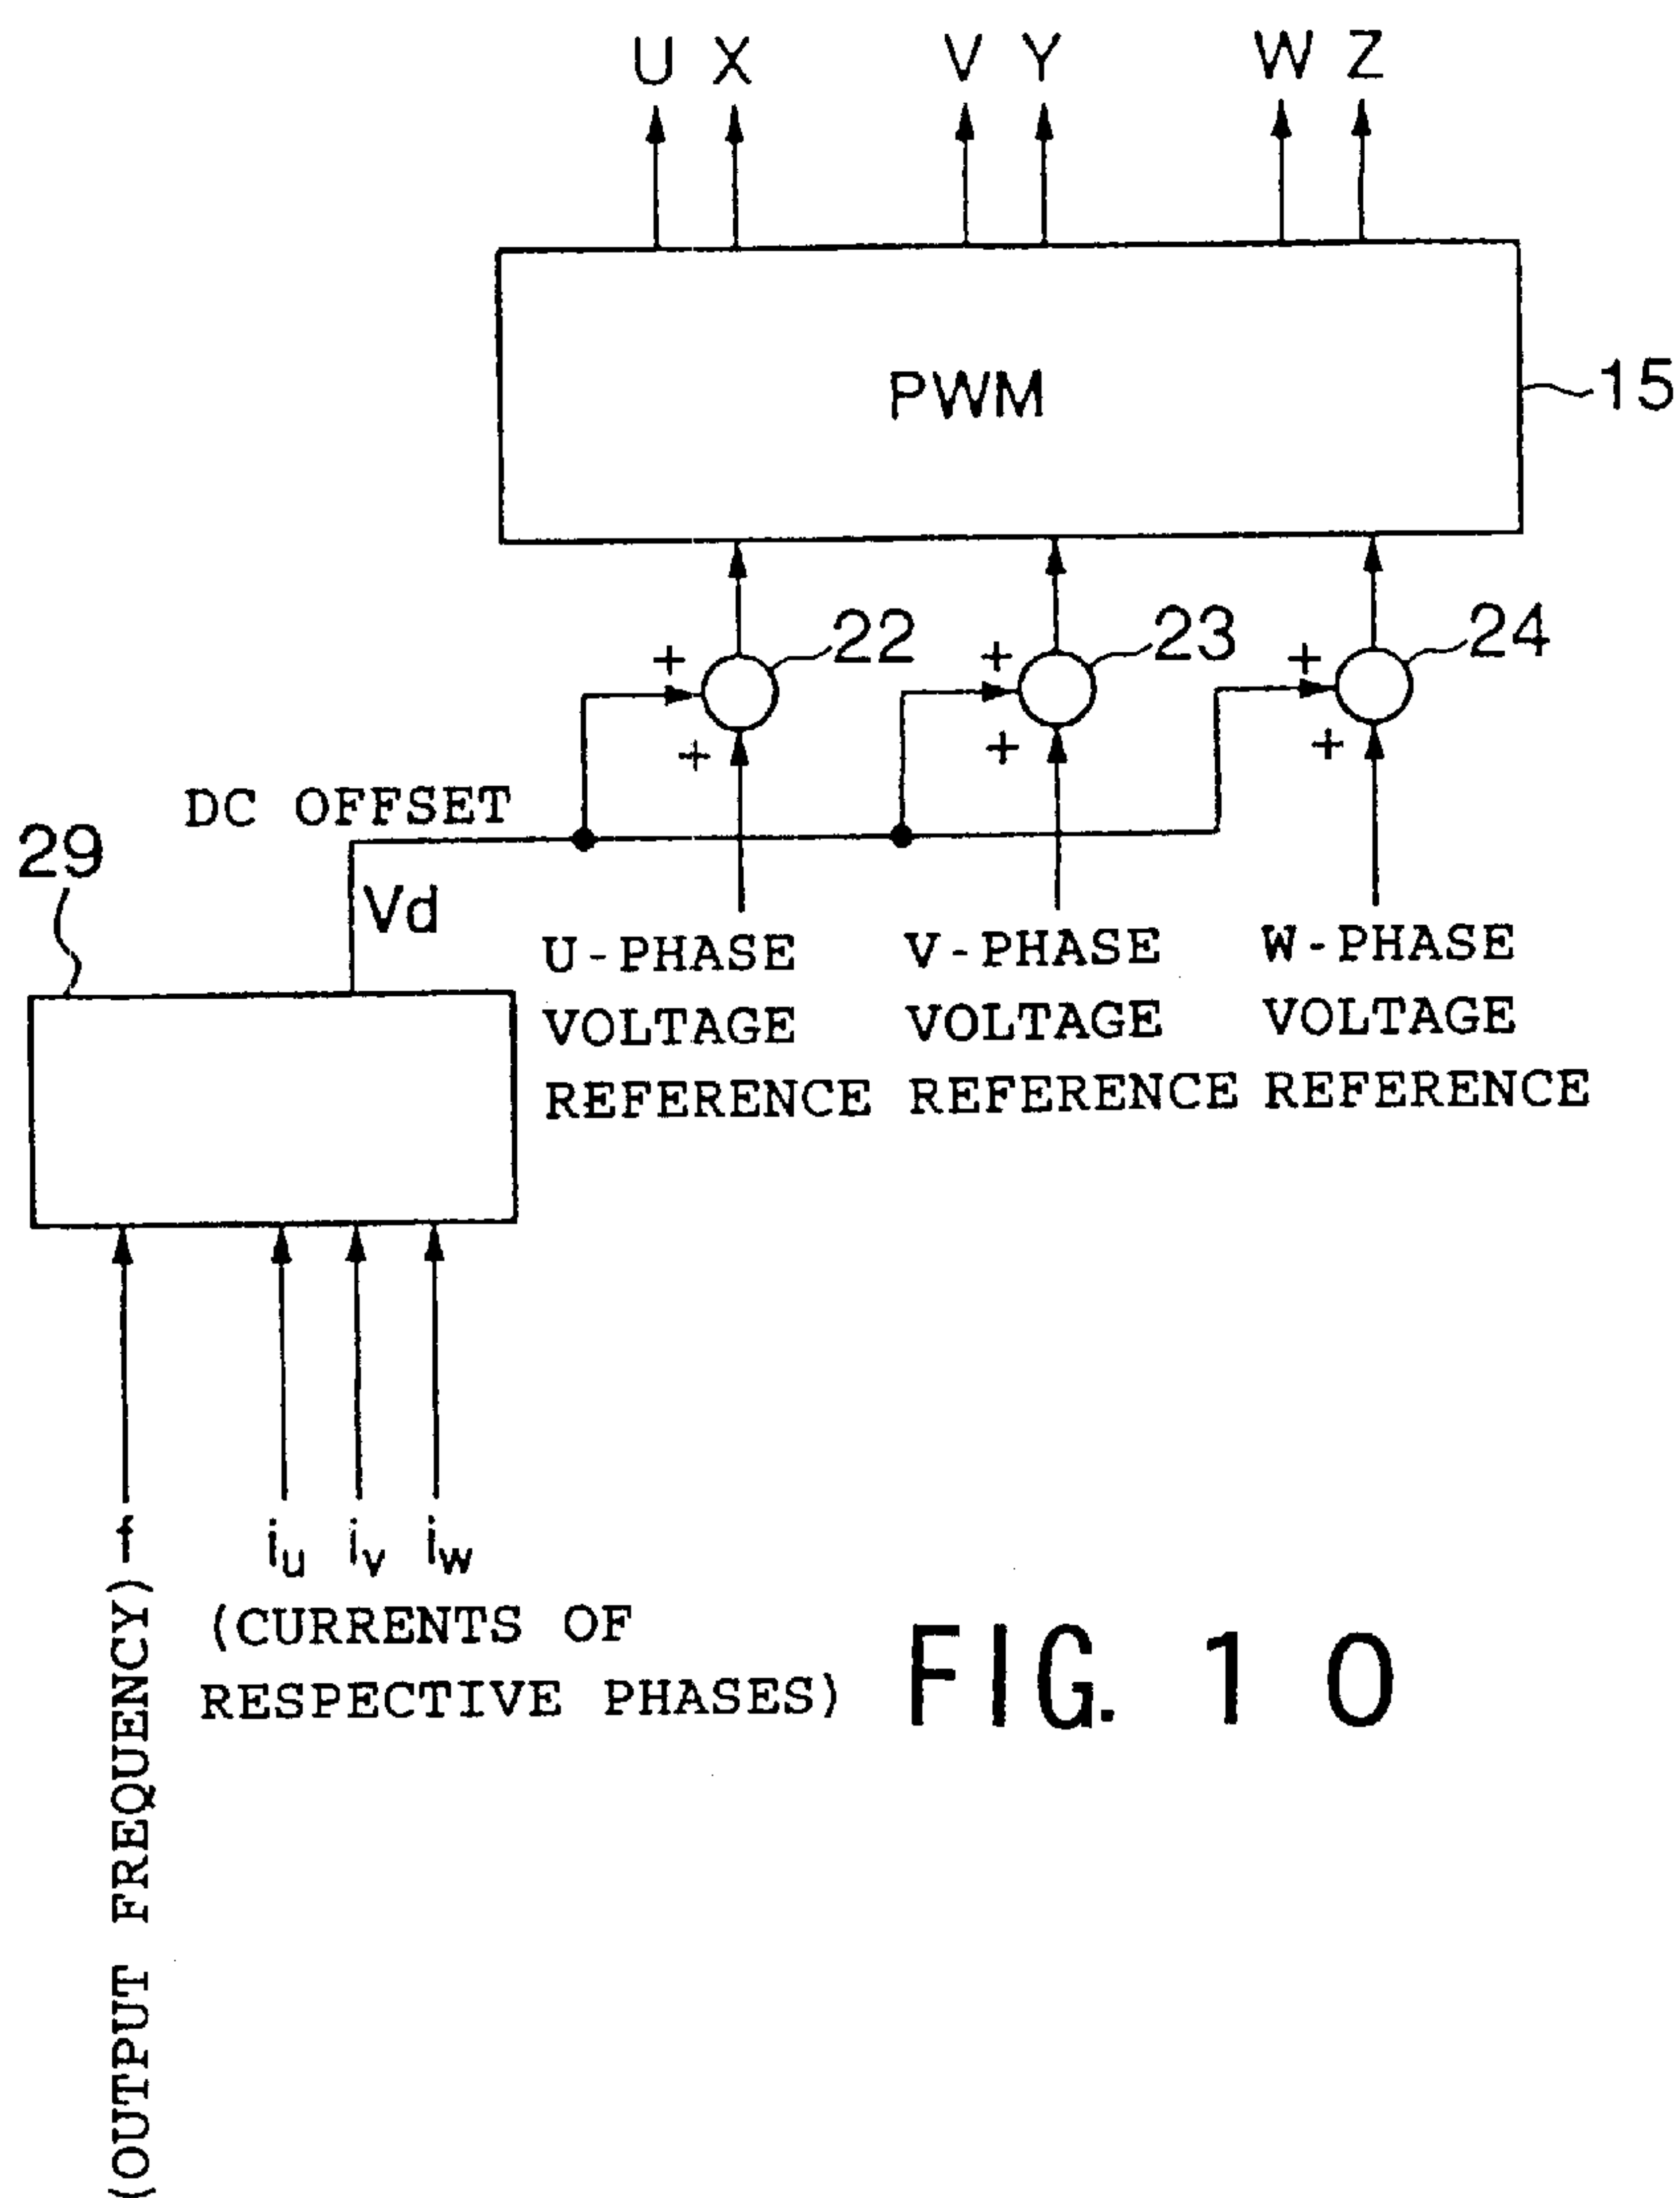 U X V Y W Z
PWM
15
22
23
24
+ + +
+ + +
DC OFFSET
29
Vd
U-PHASE
VOLTAGE
REFERENCE
V-PHASE
VOLTAGE
REFERENCE
W-PHASE
VOLTAGE
REFERENCE
f
(OUTPUT FREQUENCY)
iu iv iw
(CURRENTS OF
RESPECTIVE PHASES)
FIG. 10